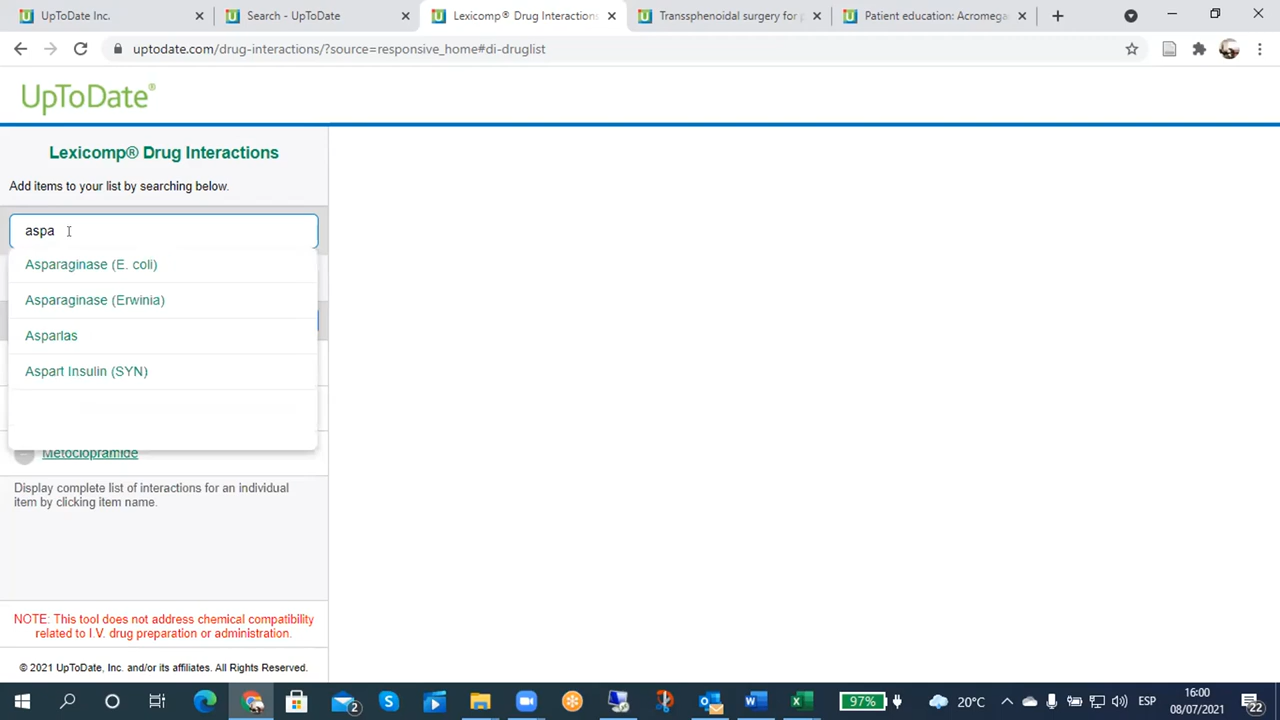 UpToDate Inc.
Search - UpToDate
Lexicomp® Drug Interactions
Transsphenoidal surgery for p
Patient education: Acromega
uptodate.com/drug-interactions/?source=responsive_home#di-druglist
UpToDate®
Lexicomp® Drug Interactions
Add items to your list by searching below.
aspa
Asparaginase (E. coli)
Asparaginase (Erwinia)
Asparlas
Aspart Insulin (SYN)
Metoclopramide
Display complete list of interactions for an individual
item by clicking item name.
NOTE: This tool does not address chemical compatibility
related to I.V. drug preparation or administration.
© 2021 UpToDate, Inc. and/or its affiliates. All Rights Reserved.
2
97%
20°C
ESP
16:00
08/07/2021
22